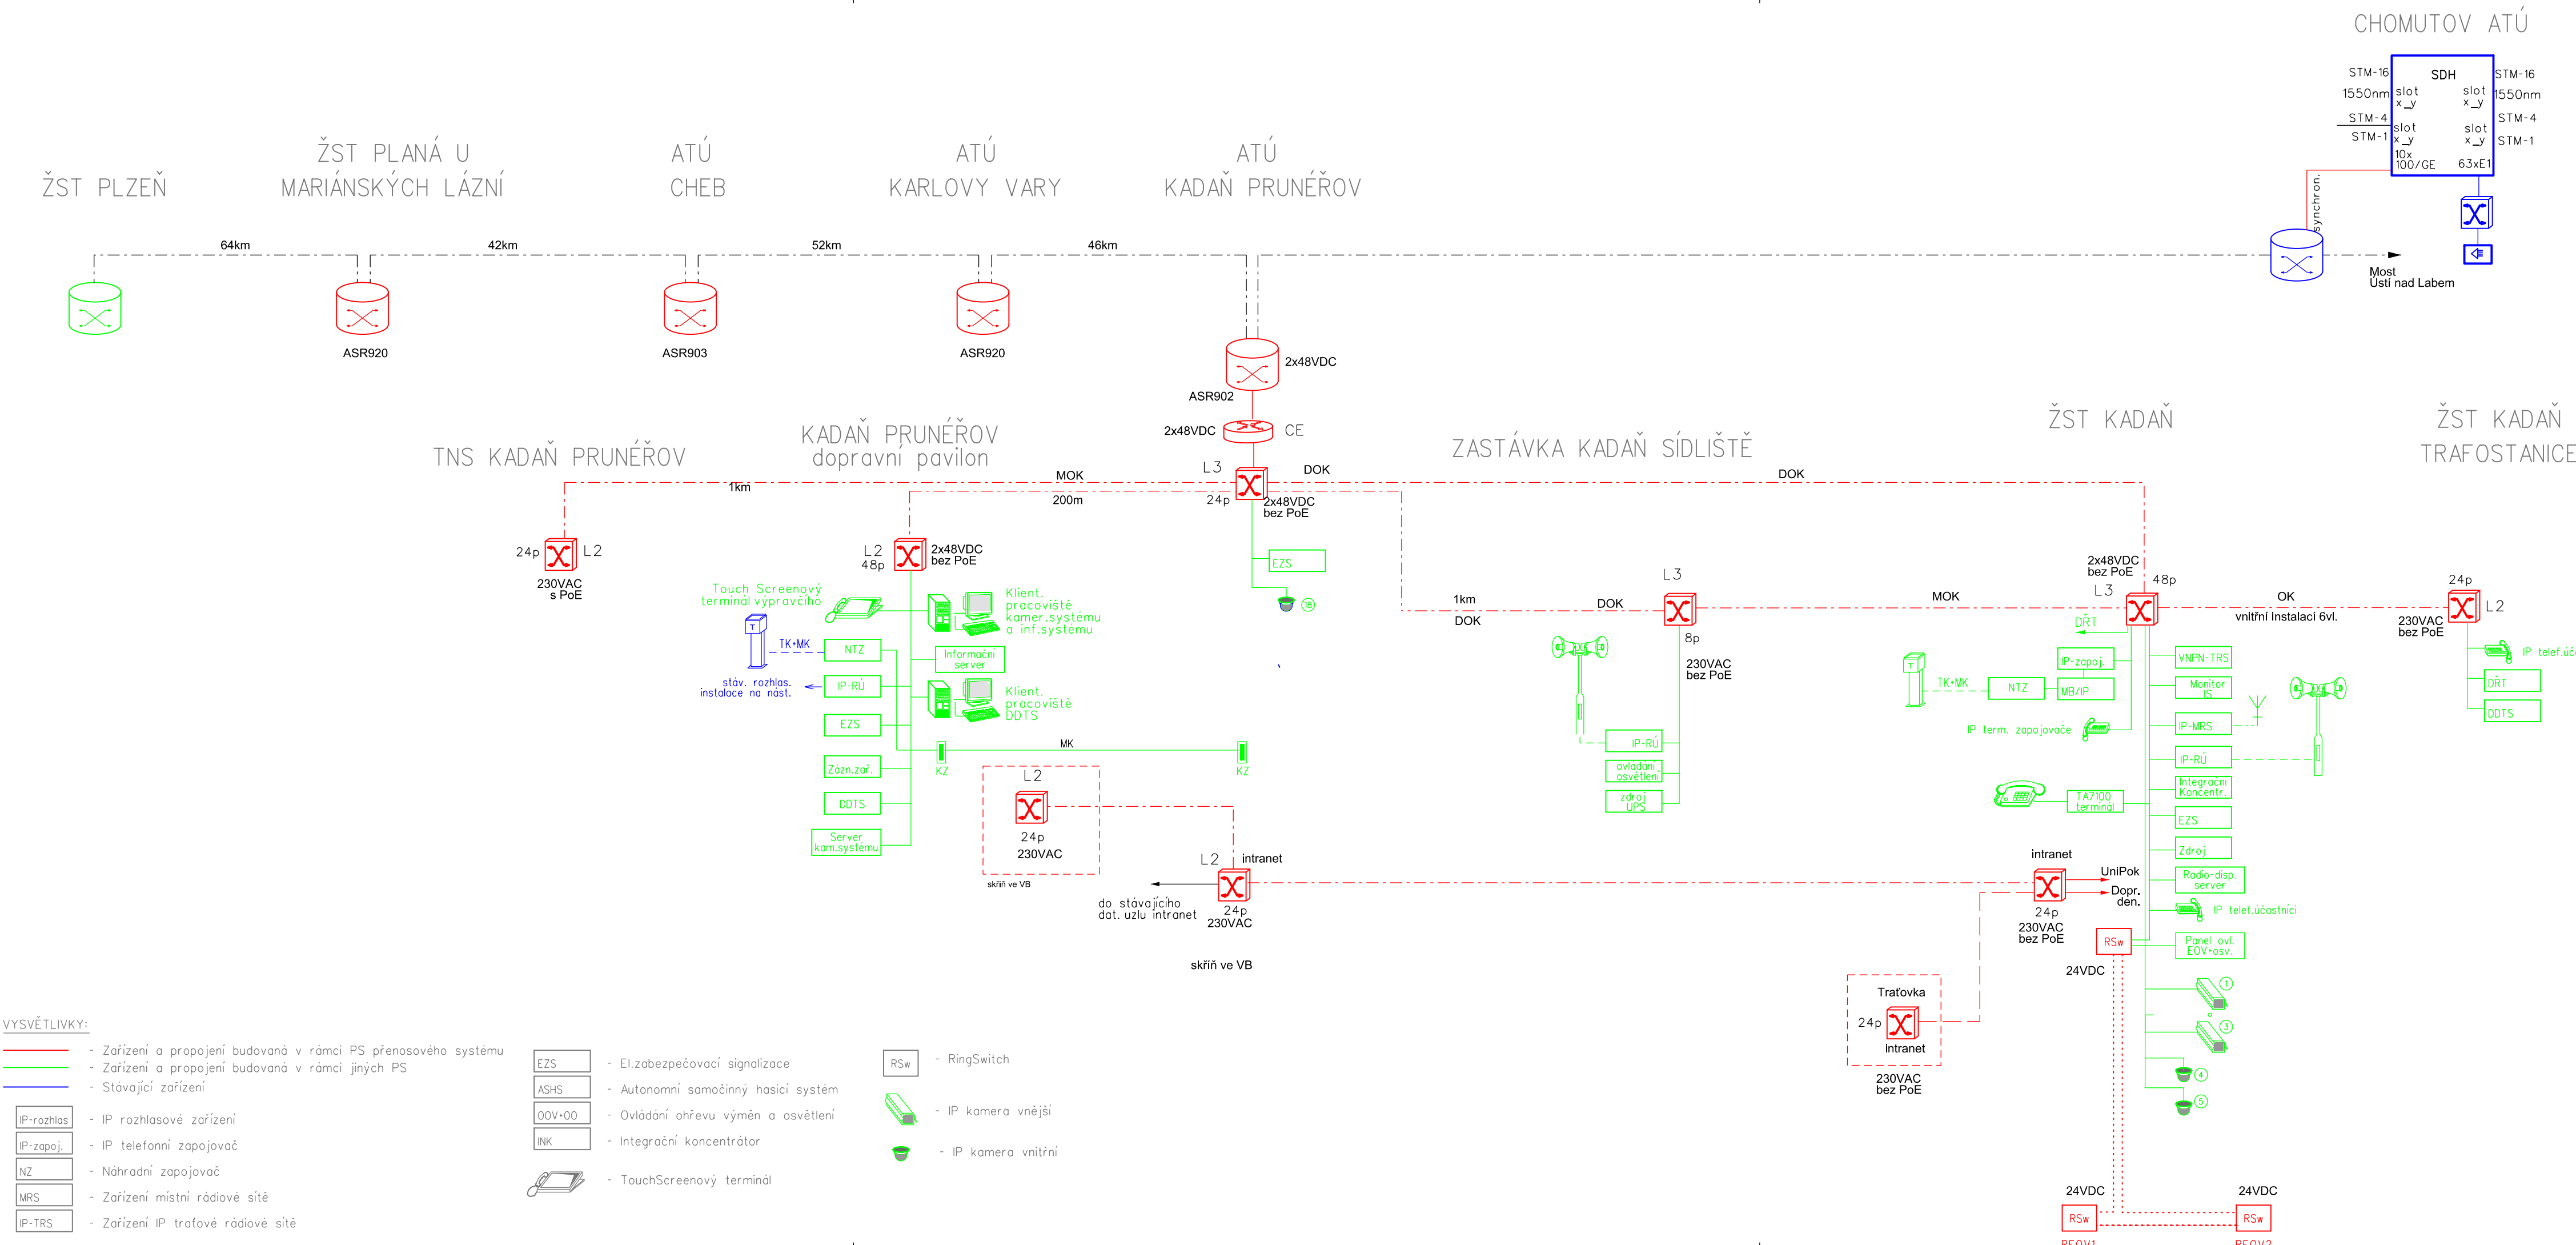 CHOMUTOV ATÚ
STM-16
SDH
STM-16
1550nm
slot
x_y
slot
x_y
1550nm
STM-4
STM-1
slot
x_y
slot
x_y
STM-4
STM-1
10x
100/GE
63xE1
synchron.
ŽST PLZEŇ
ŽST PLANÁ U
MARIÁNSKÝCH LÁZNÍ
ATÚ
CHEB
ATÚ
KARLOVY VARY
ATÚ
KADAŇ PRUNÉŘOV
64km
42km
52km
46km
Most
Ústí nad Labem
ASR920
ASR903
ASR920
2x48VDC
ASR902
2x48VDC
CE
TNS KADAŇ PRUNÉŘOV
KADAŇ PRUNÉŘOV
dopravní pavilon
ZASTÁVKA KADAŇ SÍDLIŠTĚ
ŽST KADAŇ
ŽST KADAŇ
TRAFOSTANICE
L3
24p
2x48VDC
bez PoE
MOK
1km
200m
DOK
DOK
24p
L2
230VAC
s PoE
L2
48p
2x48VDC
bez PoE
EZS
18
Touch Screenový
terminál výpravčího
Klient.
pracoviště
kamer.systému
a inf.systému
T
TK+MK
NTZ
Informační
server
stáv. rozhlas.
instalace na nást.
IP-RÚ
Klient.
pracoviště
DDTS
EZS
MK
KZ
KZ
Zázn.zař.
DDTS
Server
kam.systému
L2
24p
230VAC
skříň ve VB
L2
intranet
do stávajícího
dat. uzlu intranet
24p
230VAC
skříň ve VB
1km
DOK
DOK
L3
8p
230VAC
bez PoE
IP-RÚ
ovládání
osvětlení
zdroj
UPS
MOK
2x48VDC
bez PoE
48p
L3
DŘT
OK
vnitřní instalací 6vl.
24p
L2
230VAC
bez PoE
DŘT
DDTS
T
TK+MK
NTZ
IP-zapoj.
MB/IP
IP term. zapojovače
TA7100
terminál
VNPN-TRS
Monitor
IS
IP-MRS
IP-RÚ
Integrační
Koncentr.
EZS
Zdroj
Radio-disp.
server
IP telef.účastníci
Panel ovl.
EOV+osv.
intranet
UniPok
Dopr.
den.
24p
230VAC
bez PoE
RSw
24VDC
1
3
4
5
Traťovka
24p
intranet
230VAC
bez PoE
24VDC
24VDC
RSw
RSw
VYSVĚTLIVKY:
- Zařízení a propojení budovaná v rámci PS přenosového systému
- Zařízení a propojení budovaná v rámci jiných PS
- Stávající zařízení
IP-rozhlas - IP rozhlasové zařízení
IP-zapoj. - IP telefonní zapojovač
NZ - Náhradní zapojovač
MRS - Zařízení místní rádiové sítě
IP-TRS - Zařízení IP traťové rádiové sítě
EZS - El.zabezpečovací signalizace
ASHS - Autonomní samočinný hasicí systém
OOV+OO - Ovládání ohřevu výměn a osvětlení
INK - Integrační koncentrátor
- TouchScreenový terminál
RSw - RingSwitch
- IP kamera vnější
- IP kamera vnitřní